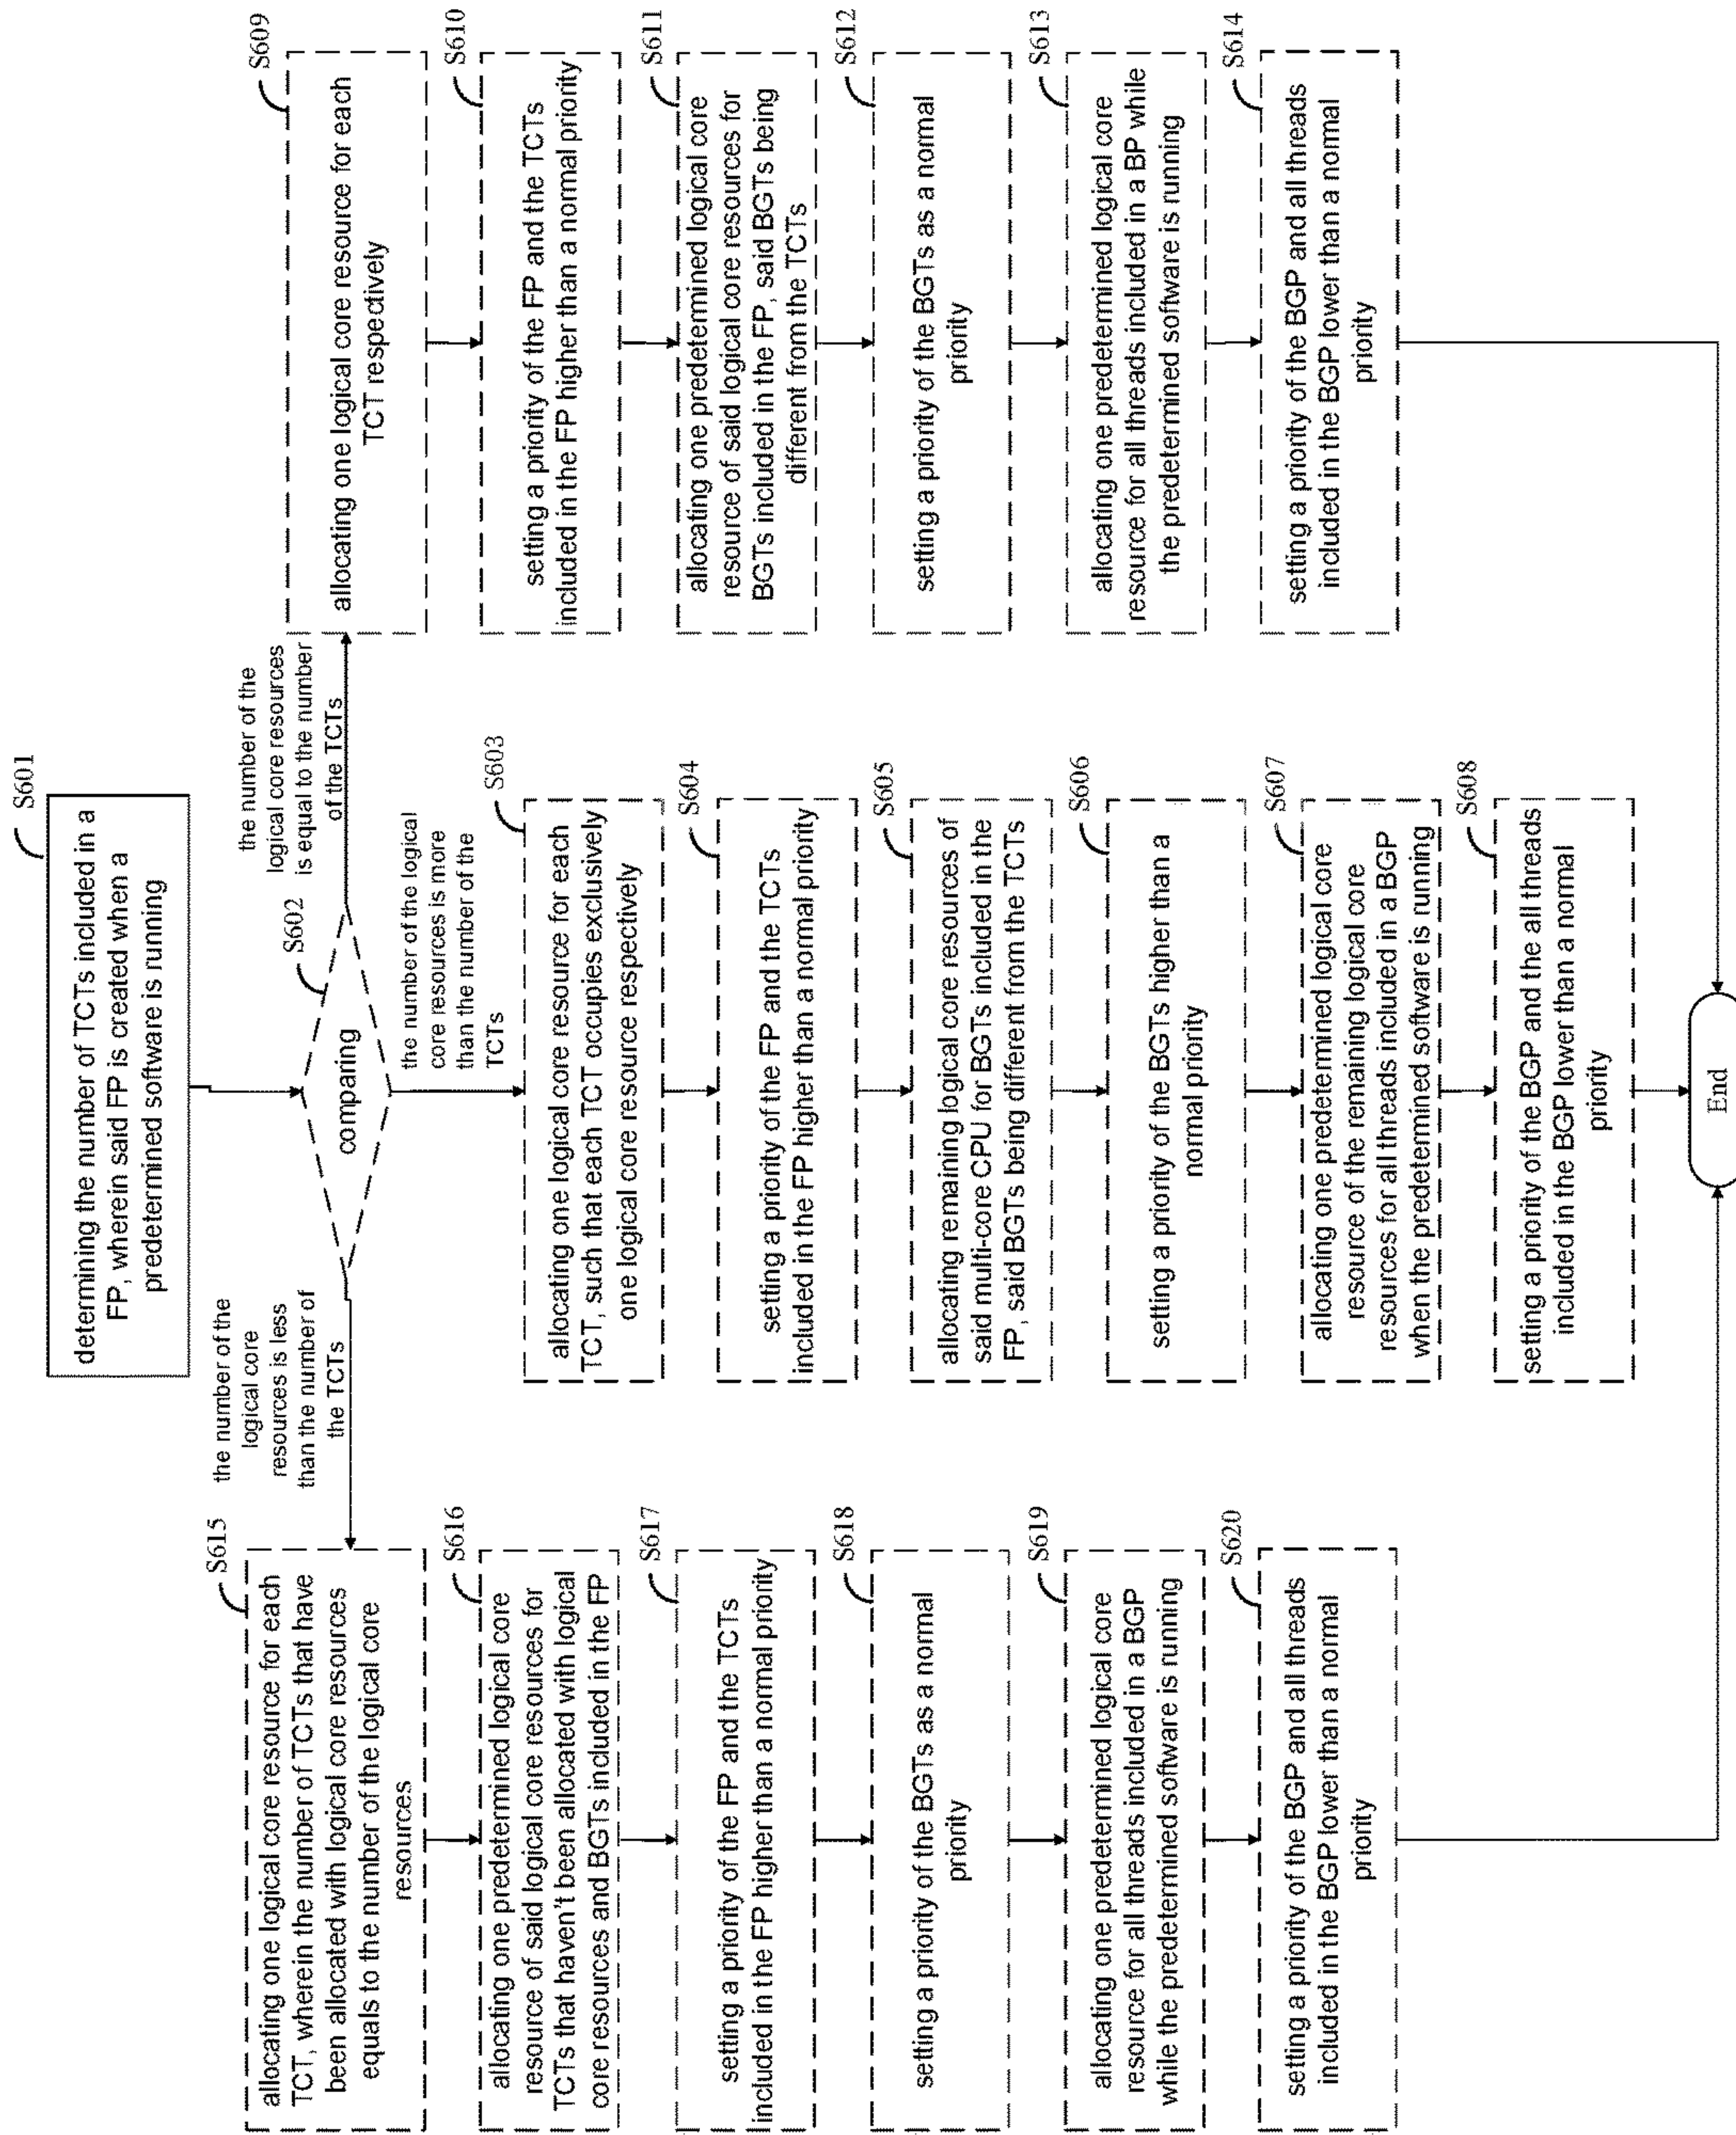 S601
determining the number of TCTs included in a
FP, wherein said FP is created when a
predetermined software is running
S602
comparing
the number of the
logical core
resources is less
than the number of
the TCTs
the number of the logical
core resources is more
than the number of the
TCTs
the number of the
logical core resources
is equal to the number
of the TCTs
S615
allocating one logical core resource for each
TCT, wherein the number of TCTs that have
been allocated with logical core resources
equals to the number of the logical core
resources
S616
allocating one predetermined logical core
resource of said logical core resources for
TCTs that haven't been allocated with logical
core resources and BGTs included in the FP
S617
setting a priority of the FP and the TCTs
included in the FP higher than a normal priority
S618
setting a priority of the BGTs as a normal
priority
S619
allocating one predetermined logical core
resource for all threads included in a BGP
while the predetermined software is running
S620
setting a priority of the BGP and all threads
included in the BGP lower than a normal
priority
S603
allocating one logical core resource for each
TCT, such that each TCT occupies exclusively
one logical core resource respectively
S604
setting a priority of the FP and the TCTs
included in the FP higher than a normal priority
S605
allocating remaining logical core resources of
said multi-core CPU for BGTs included in the
FP, said BGTs being different from the TCTs
S606
setting a priority of the BGTs higher than a
normal priority
S607
allocating one predetermined logical core
resource of the remaining logical core
resources for all threads included in a BGP
when the predetermined software is running
S608
setting a priority of the BGP and the all threads
included in the BGP lower than a normal
priority
S609
allocating one logical core resource for each
TCT respectively
S610
setting a priority of the FP and the TCTs
included in the FP higher than a normal priority
S611
allocating one predetermined logical core
resource of said logical core resources for
BGTs included in the FP, said BGTs being
different from the TCTs
S612
setting a priority of the BGTs as a normal
priority
S613
allocating one predetermined logical core
resource for all threads included in a BP while
the predetermined software is running
S614
setting a priority of the BGP and all threads
included in the BGP lower than a normal
priority
End